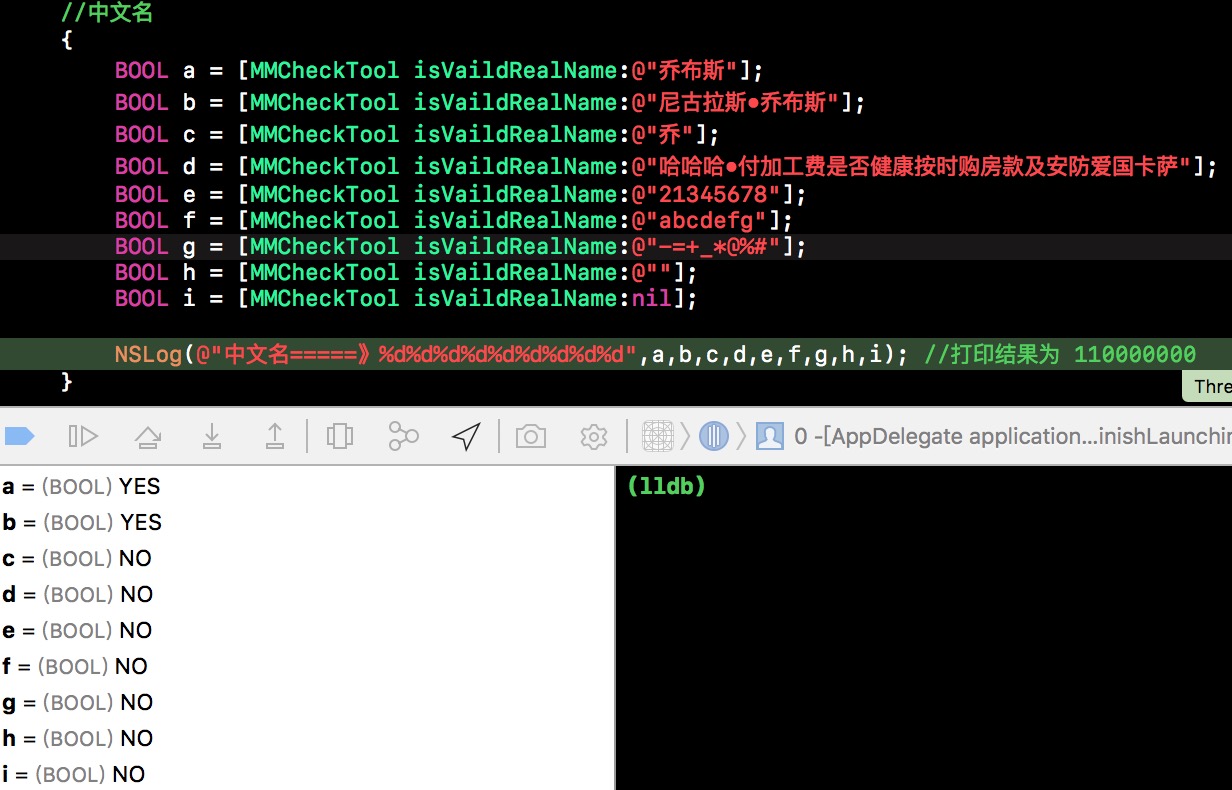 //中文名
{
BOOL a = [MMCheckTool isVaildRealName:@"乔布斯"];
BOOL b = [MMCheckTool isVaildRealName:@"尼古拉斯•乔布斯"];
BOOL c = [MMCheckTool isVaildRealName:@"乔"];
BOOL d = [MMCheckTool isVaildRealName:@"哈哈哈•付加工费是否健康按时购房款及安防爱国卡萨"];
BOOL e = [MMCheckTool isVaildRealName:@"21345678"];
BOOL f = [MMCheckTool isVaildRealName:@"abcdefg"];
BOOL g = [MMCheckTool isVaildRealName:@"-=+_*@%#"];
BOOL h = [MMCheckTool isVaildRealName:@""];
BOOL i = [MMCheckTool isVaildRealName:nil];
NSLog(@"中文名=====》%d%d%d%d%d%d%d%d%d",a,b,c,d,e,f,g,h,i); //打印结果为 110000000
}
Thre
0 -[AppDelegate application...inishLaunchin
a = (BOOL) YES
b = (BOOL) YES
c = (BOOL) NO
d = (BOOL) NO
e = (BOOL) NO
f = (BOOL) NO
g = (BOOL) NO
h = (BOOL) NO
i = (BOOL) NO
(lldb)